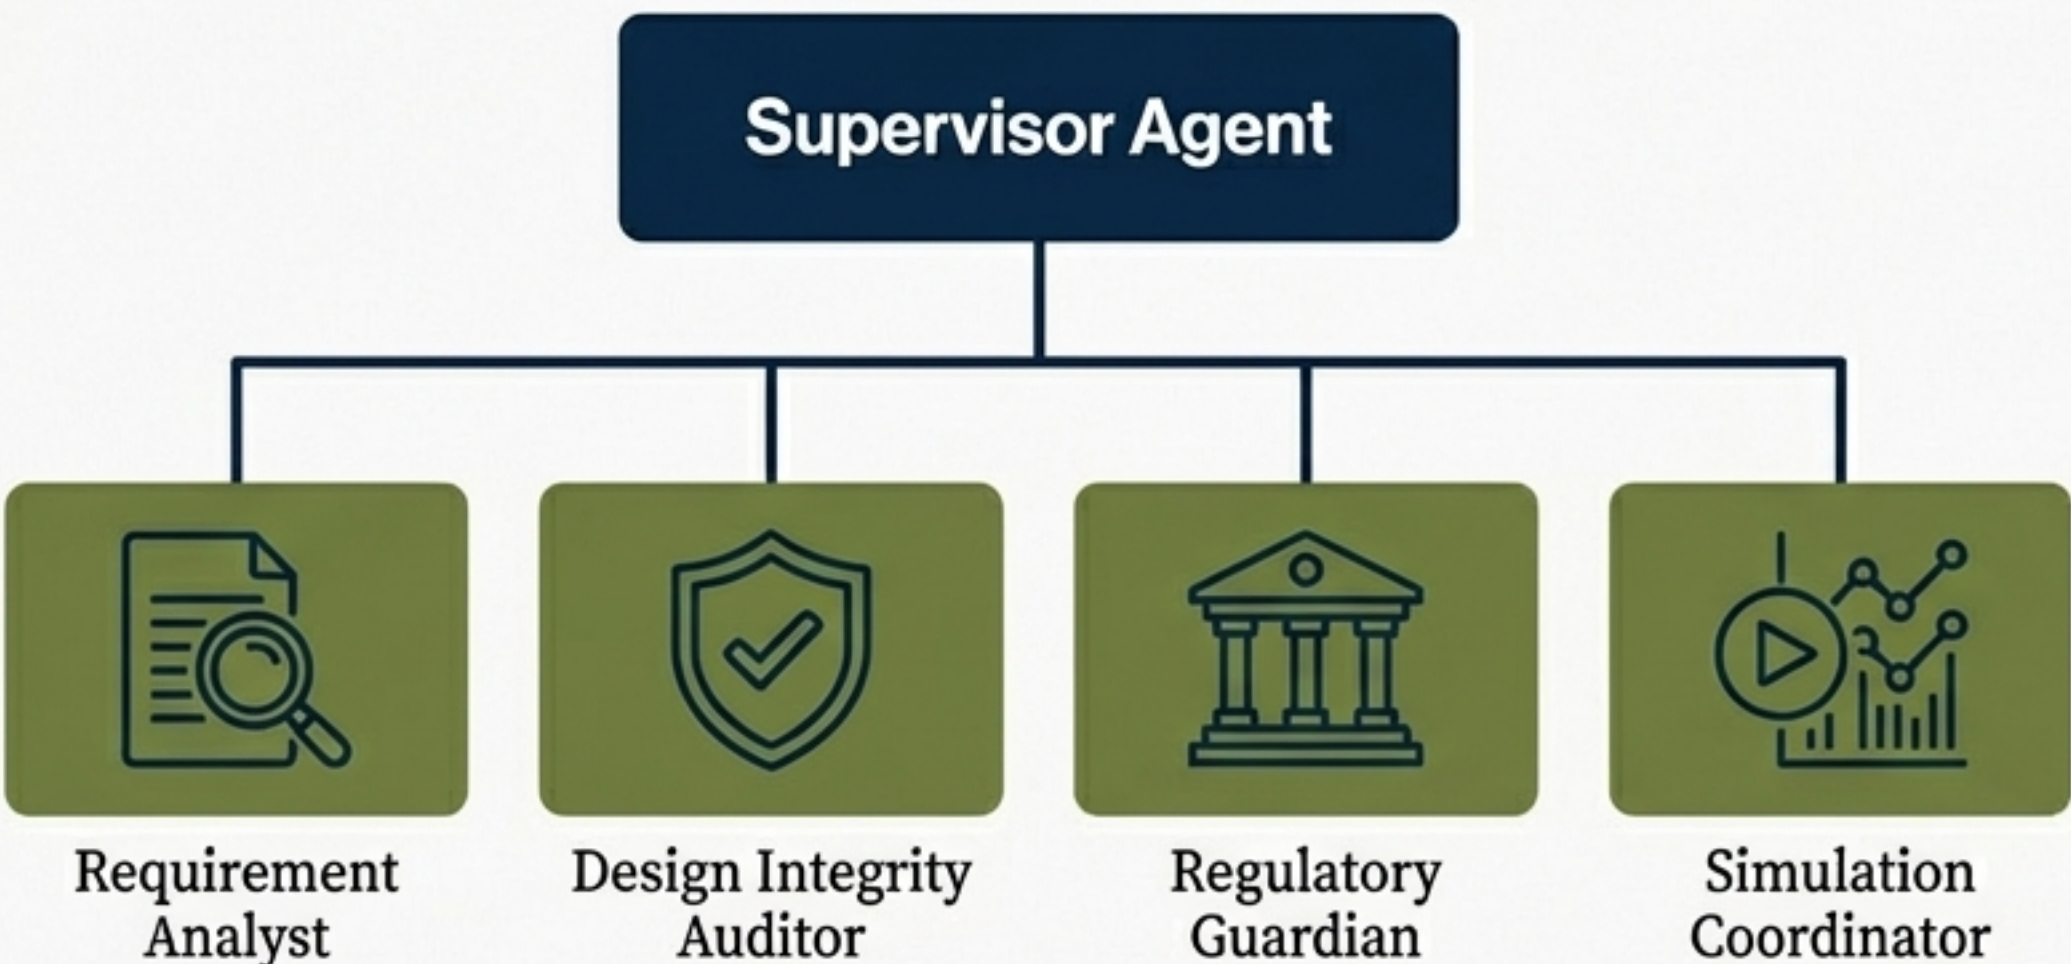 Supervisor Agent
Requirement
Analyst
Design Integrity
Auditor
Regulatory
Guardian
Simulation
Coordinator